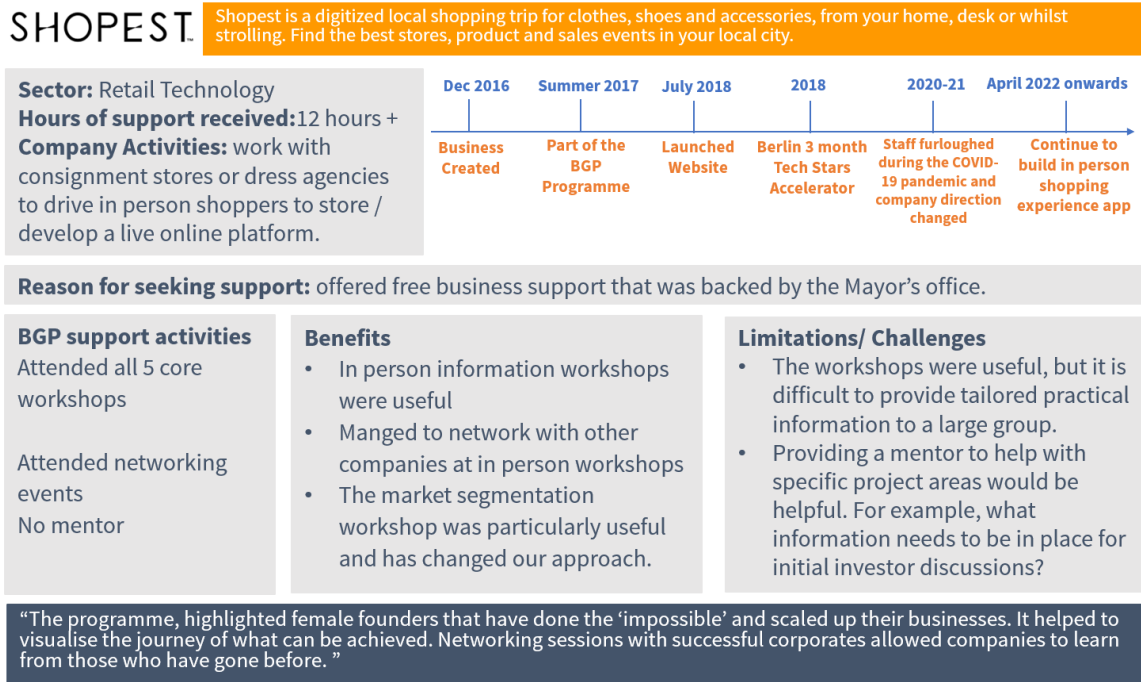 SHOPEST™
Shopest is a digitized local shopping trip for clothes, shoes and accessories, from your home, desk or whilst
strolling. Find the best stores, product and sales events in your local city.
Sector: Retail Technology
Hours of support received:12 hours +
Company Activities: work with
consignment stores or dress agencies
to drive in person shoppers to store /
develop a live online platform.
Dec 2016
Business
Created
Summer 2017
Part of the
BGP
Programme
July 2018
Launched
Website
2018
Berlin 3 month
Tech Stars
Accelerator
2020-21
Staff furloughed
during the COVID-
19 pandemic and
company direction
changed
April 2022 onwards
Continue to
build in person
shopping
experience app
Reason for seeking support: offered free business support that was backed by the Mayor’s office.
BGP support activities
Attended all 5 core
workshops
Attended networking
events
No mentor
Benefits
• In person information workshops
were useful
• Manged to network with other
companies at in person workshops
• The market segmentation
workshop was particularly useful
and has changed our approach.
Limitations/ Challenges
• The workshops were useful, but it is
difficult to provide tailored practical
information to a large group.
• Providing a mentor to help with
specific project areas would be
helpful. For example, what
information needs to be in place for
initial investor discussions?
“The programme, highlighted female founders that have done the ‘impossible’ and scaled up their businesses. It helped to
visualise the journey of what can be achieved. Networking sessions with successful corporates allowed companies to learn
from those who have gone before. ”